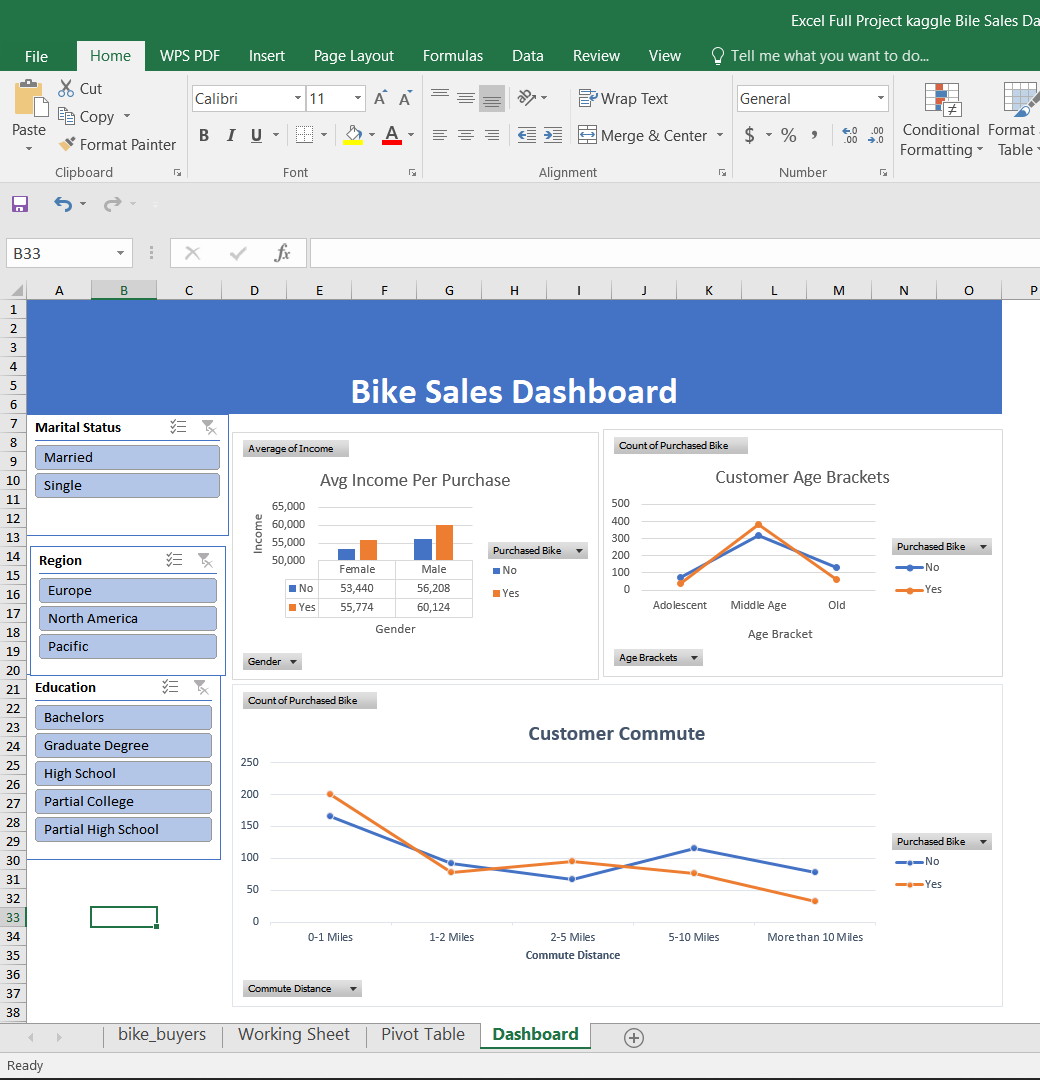 Excel Full Project kaggle Bile Sales Da
File Home WPS PDF Insert Page Layout Formulas Data Review View Tell me what you want to do...
Paste
Cut
Copy
Format Painter
Clipboard
Calibri 11
A A
B I U A
Font
Wrap Text
Merge & Center
Alignment
General
$ % , .00 .0 .00 .0
Number
Conditional Formatting
Format Table
B33
fx
A B C D E F G H I J K L M N O P
1
2
3
4
5
6
7
8
9
10
11
12
13
14
15
16
17
18
19
20
21
22
23
24
25
26
27
28
29
30
31
32
33
34
35
36
37
38
Bike Sales Dashboard
Marital Status
Married
Single
Region
Europe
North America
Pacific
Education
Bachelors
Graduate Degree
High School
Partial College
Partial High School
Average of Income
Avg Income Per Purchase
Income
65,000
60,000
55,000
50,000
Female Male
No 53,440 56,208
Yes 55,774 60,124
Gender
Purchased Bike
No
Yes
Gender
Count of Purchased Bike
Customer Age Brackets
500
400
300
200
100
0
Adolescent Middle Age Old
Age Bracket
Purchased Bike
No
Yes
Age Brackets
Count of Purchased Bike
Customer Commute
250
200
150
100
50
0
0-1 Miles 1-2 Miles 2-5 Miles 5-10 Miles More than 10 Miles
Commute Distance
Purchased Bike
No
Yes
Commute Distance
bike_buyers Working Sheet Pivot Table Dashboard
Ready